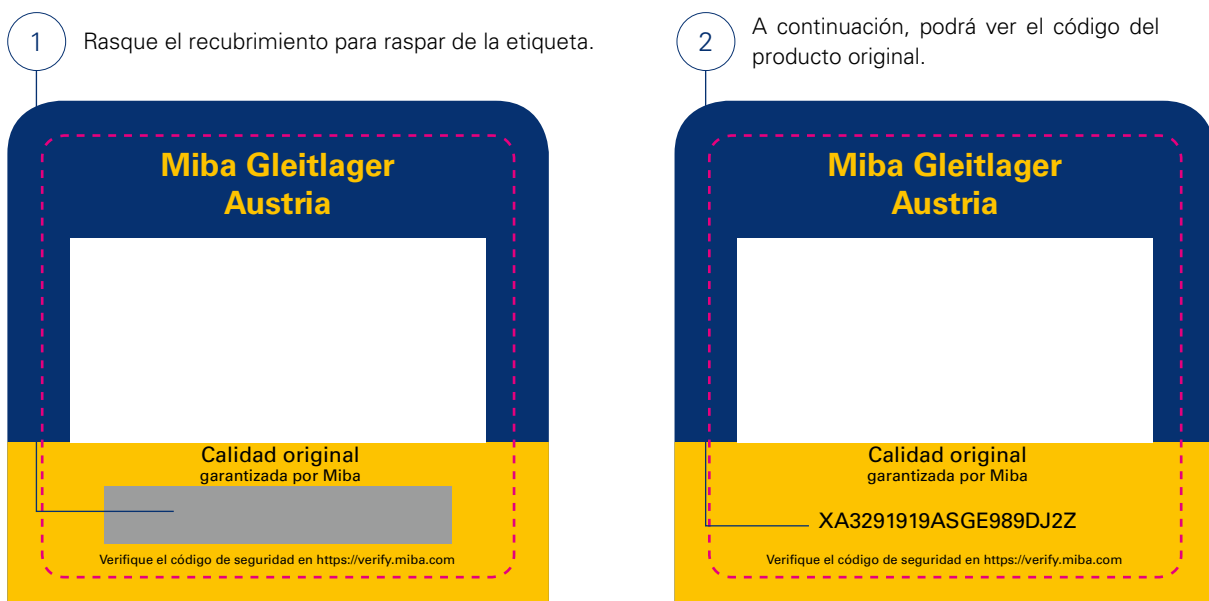 1
Rasque el recubrimiento para raspar de la etiqueta.
Miba Gleitlager
Austria
Calidad original
garantizada por Miba
Verifique el código de seguridad en https://verify.miba.com
2
A continuación, podrá ver el código del
producto original.
Miba Gleitlager
Austria
Calidad original
garantizada por Miba
XA3291919ASGE989DJ2Z
Verifique el código de seguridad en https://verify.miba.com